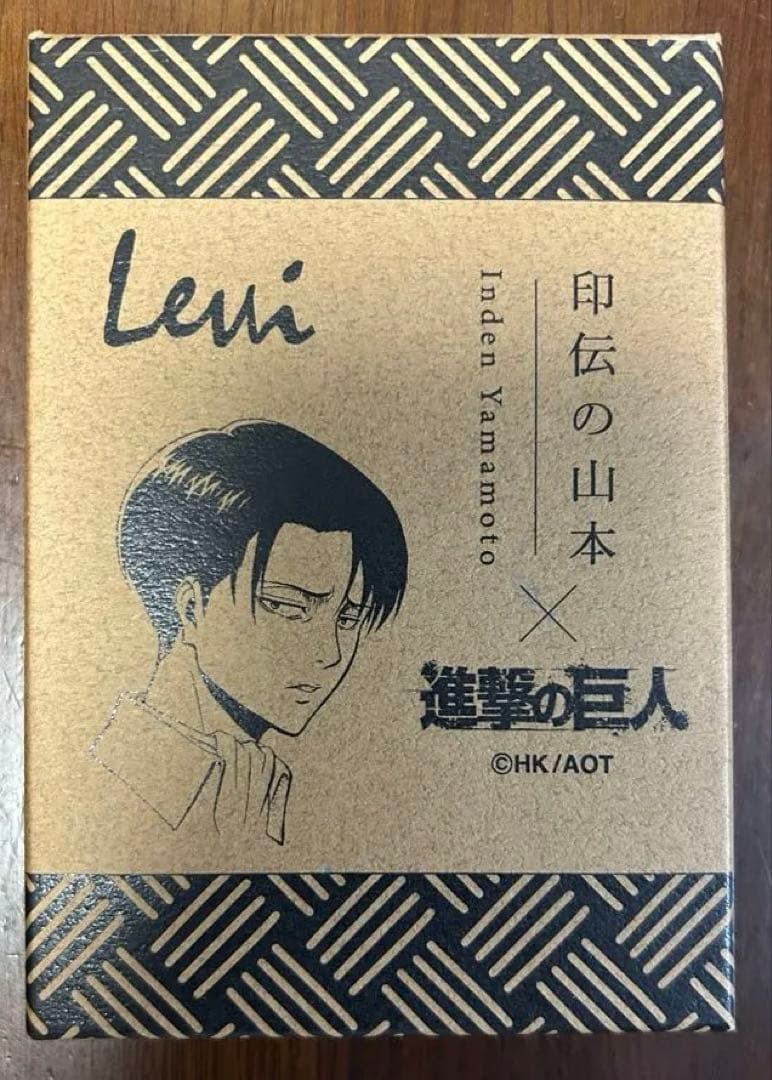 Levi
印伝の山本
Inden Yamamoto
×
進撃の巨人
©HK/AOT